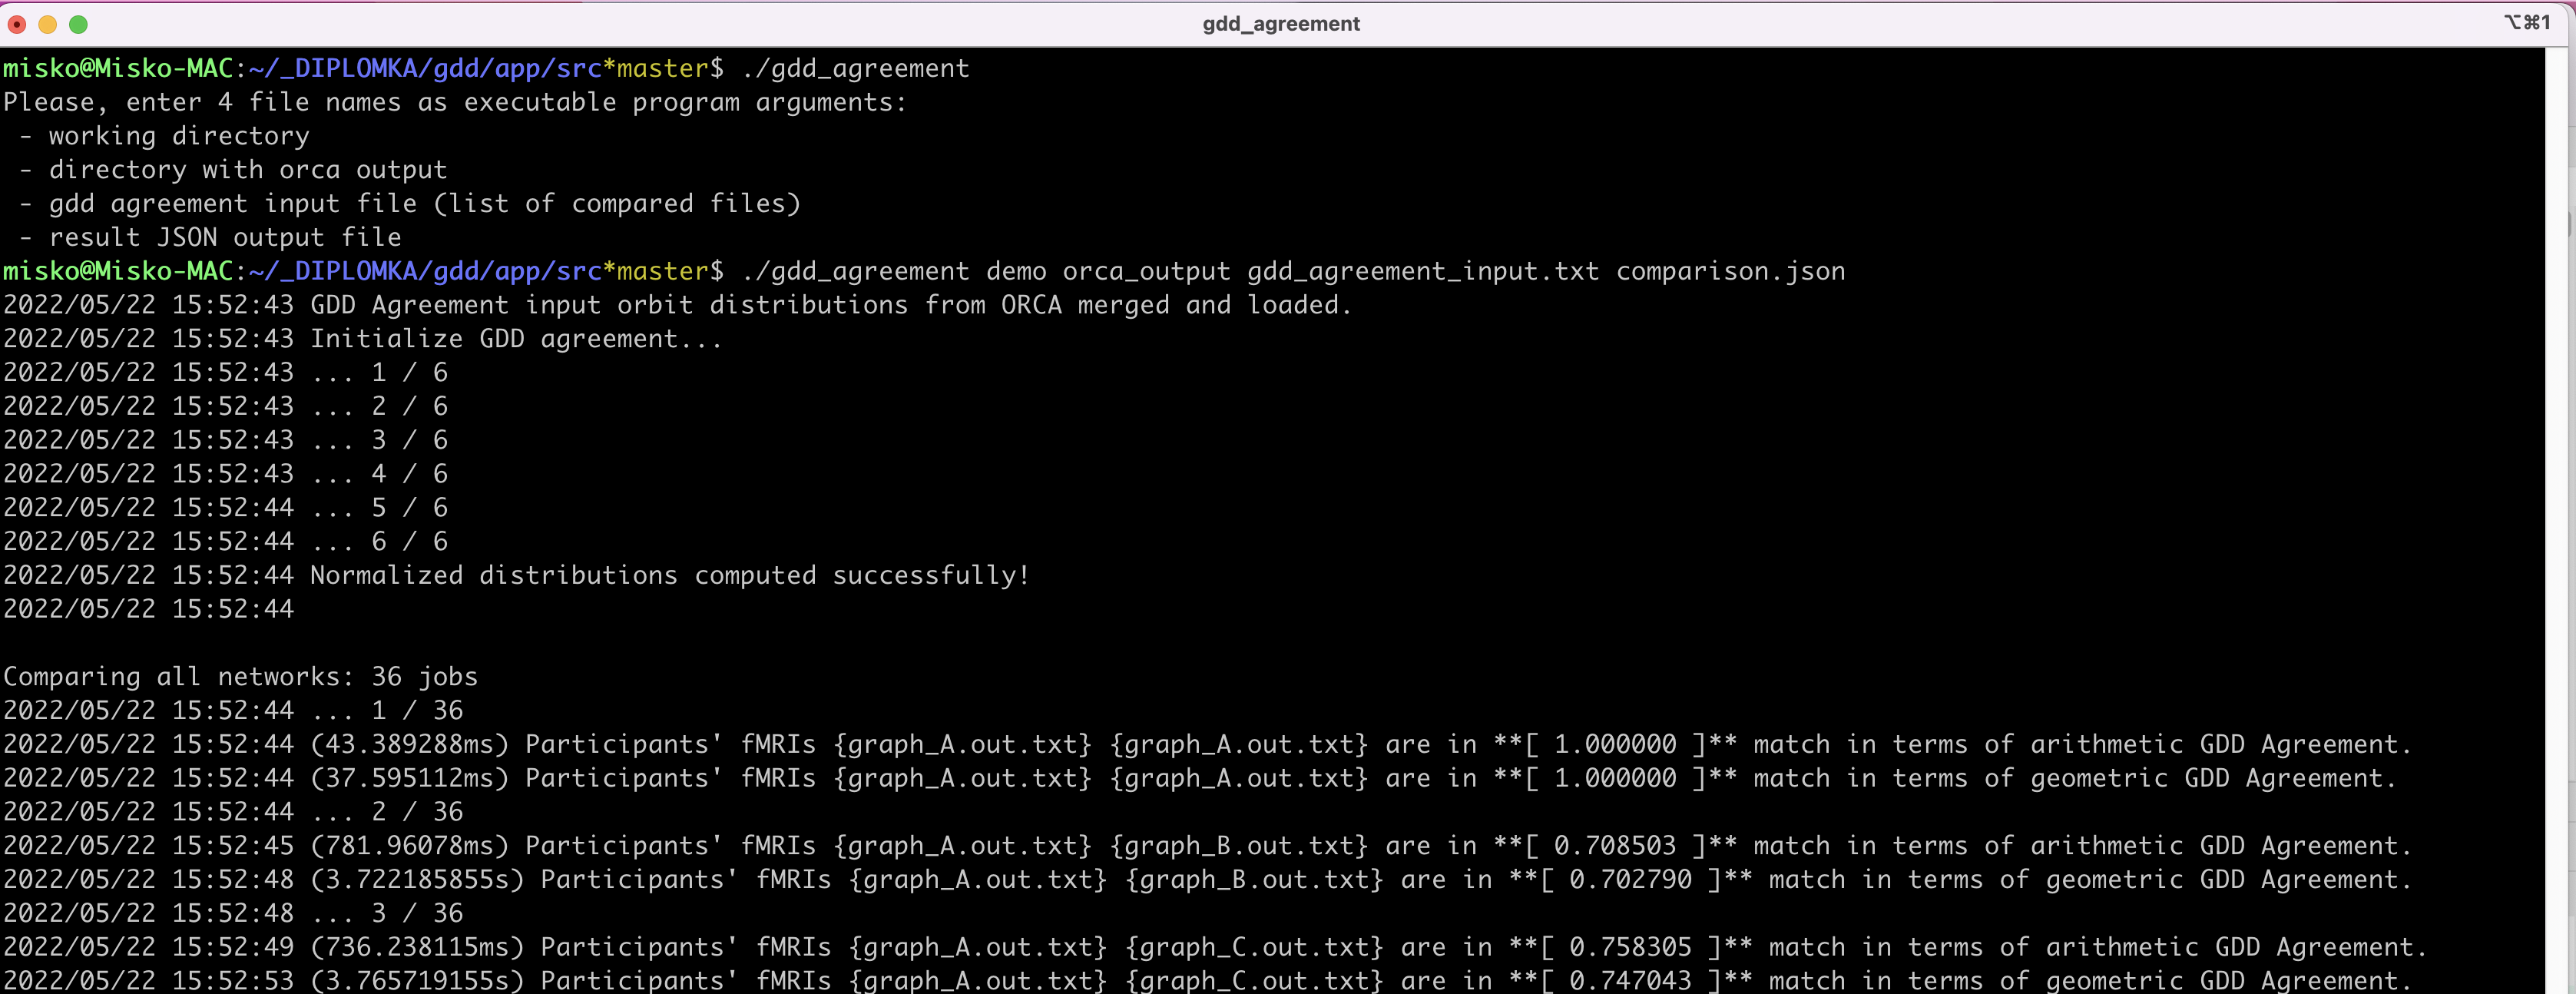 gdd_agreement
⌥⌘1
misko@Misko-MAC:~/_DIPLOMKA/gdd/app/src*master$ ./gdd_agreement
Please, enter 4 file names as executable program arguments:
- working directory
- directory with orca output
- gdd agreement input file (list of compared files)
- result JSON output file
misko@Misko-MAC:~/_DIPLOMKA/gdd/app/src*master$ ./gdd_agreement demo orca_output gdd_agreement_input.txt comparison.json
2022/05/22 15:52:43 GDD Agreement input orbit distributions from ORCA merged and loaded.
2022/05/22 15:52:43 Initialize GDD agreement...
2022/05/22 15:52:43 ... 1 / 6
2022/05/22 15:52:43 ... 2 / 6
2022/05/22 15:52:43 ... 3 / 6
2022/05/22 15:52:43 ... 4 / 6
2022/05/22 15:52:44 ... 5 / 6
2022/05/22 15:52:44 ... 6 / 6
2022/05/22 15:52:44 Normalized distributions computed successfully!
2022/05/22 15:52:44
Comparing all networks: 36 jobs
2022/05/22 15:52:44 ... 1 / 36
2022/05/22 15:52:44 (43.389288ms) Participants' fMRIs {graph_A.out.txt} {graph_A.out.txt} are in **[ 1.000000 ]** match in terms of arithmetic GDD Agreement.
2022/05/22 15:52:44 (37.595112ms) Participants' fMRIs {graph_A.out.txt} {graph_A.out.txt} are in **[ 1.000000 ]** match in terms of geometric GDD Agreement.
2022/05/22 15:52:44 ... 2 / 36
2022/05/22 15:52:45 (781.96078ms) Participants' fMRIs {graph_A.out.txt} {graph_B.out.txt} are in **[ 0.708503 ]** match in terms of arithmetic GDD Agreement.
2022/05/22 15:52:48 (3.722185855s) Participants' fMRIs {graph_A.out.txt} {graph_B.out.txt} are in **[ 0.702790 ]** match in terms of geometric GDD Agreement.
2022/05/22 15:52:48 ... 3 / 36
2022/05/22 15:52:49 (736.238115ms) Participants' fMRIs {graph_A.out.txt} {graph_C.out.txt} are in **[ 0.758305 ]** match in terms of arithmetic GDD Agreement.
2022/05/22 15:52:53 (3.765719155s) Participants' fMRIs {graph_A.out.txt} {graph_C.out.txt} are in **[ 0.747043 ]** match in terms of geometric GDD Agreement.